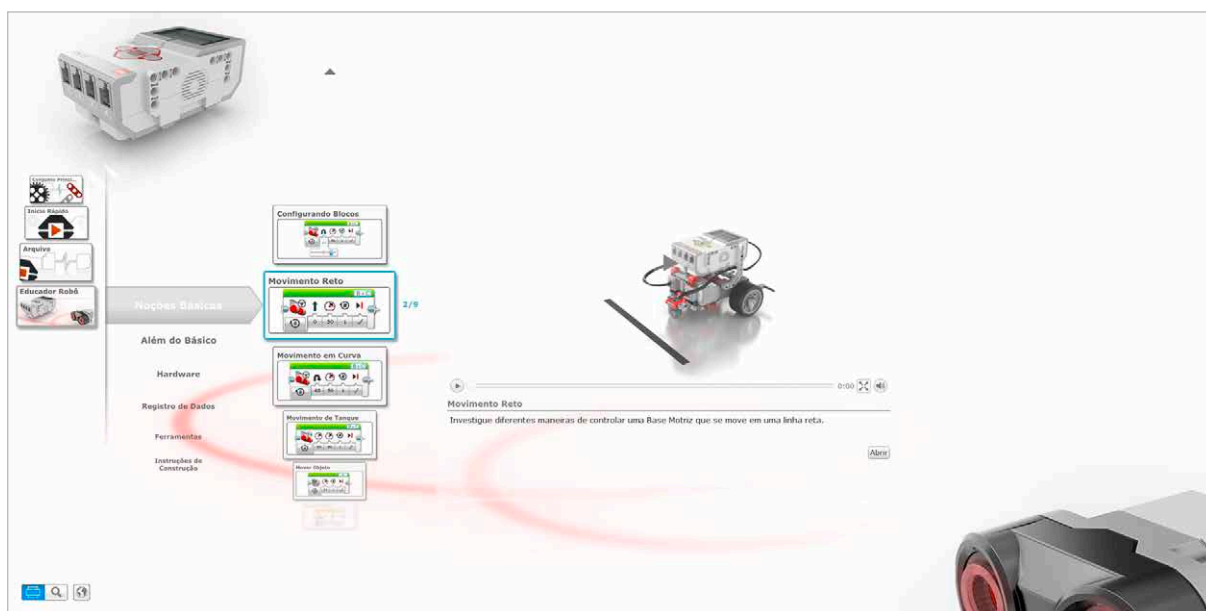 Início Rápido
Arquivo
Educador Robô
Noções Básicas
Além do Básico
Hardware
Registro de Dados
Ferramentas
Instruções de
Construção
Configurando Blocos
Movimento Reto
2/9
Movimento em Curva
Movimento de Tanque
Mover Objeto
0:00
Movimento Reto
Investigue diferentes maneiras de controlar uma Base Motriz que se move em uma linha reta.
Abrir